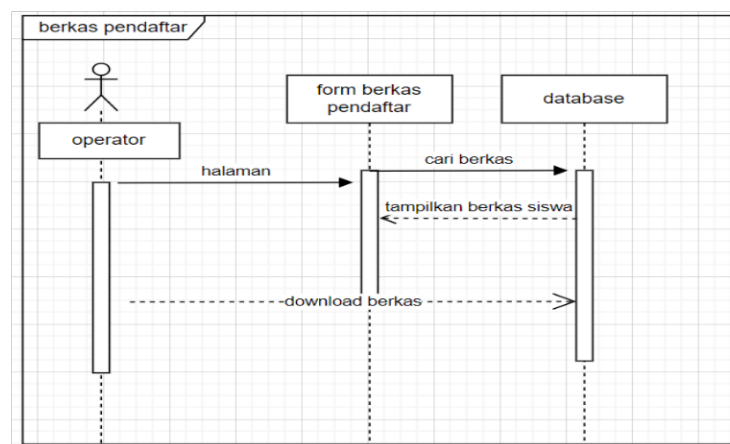 berkas pendaftar
operator
form berkas
pendaftar
database
halaman
cari berkas
tampilkan berkas siswa
download berkas